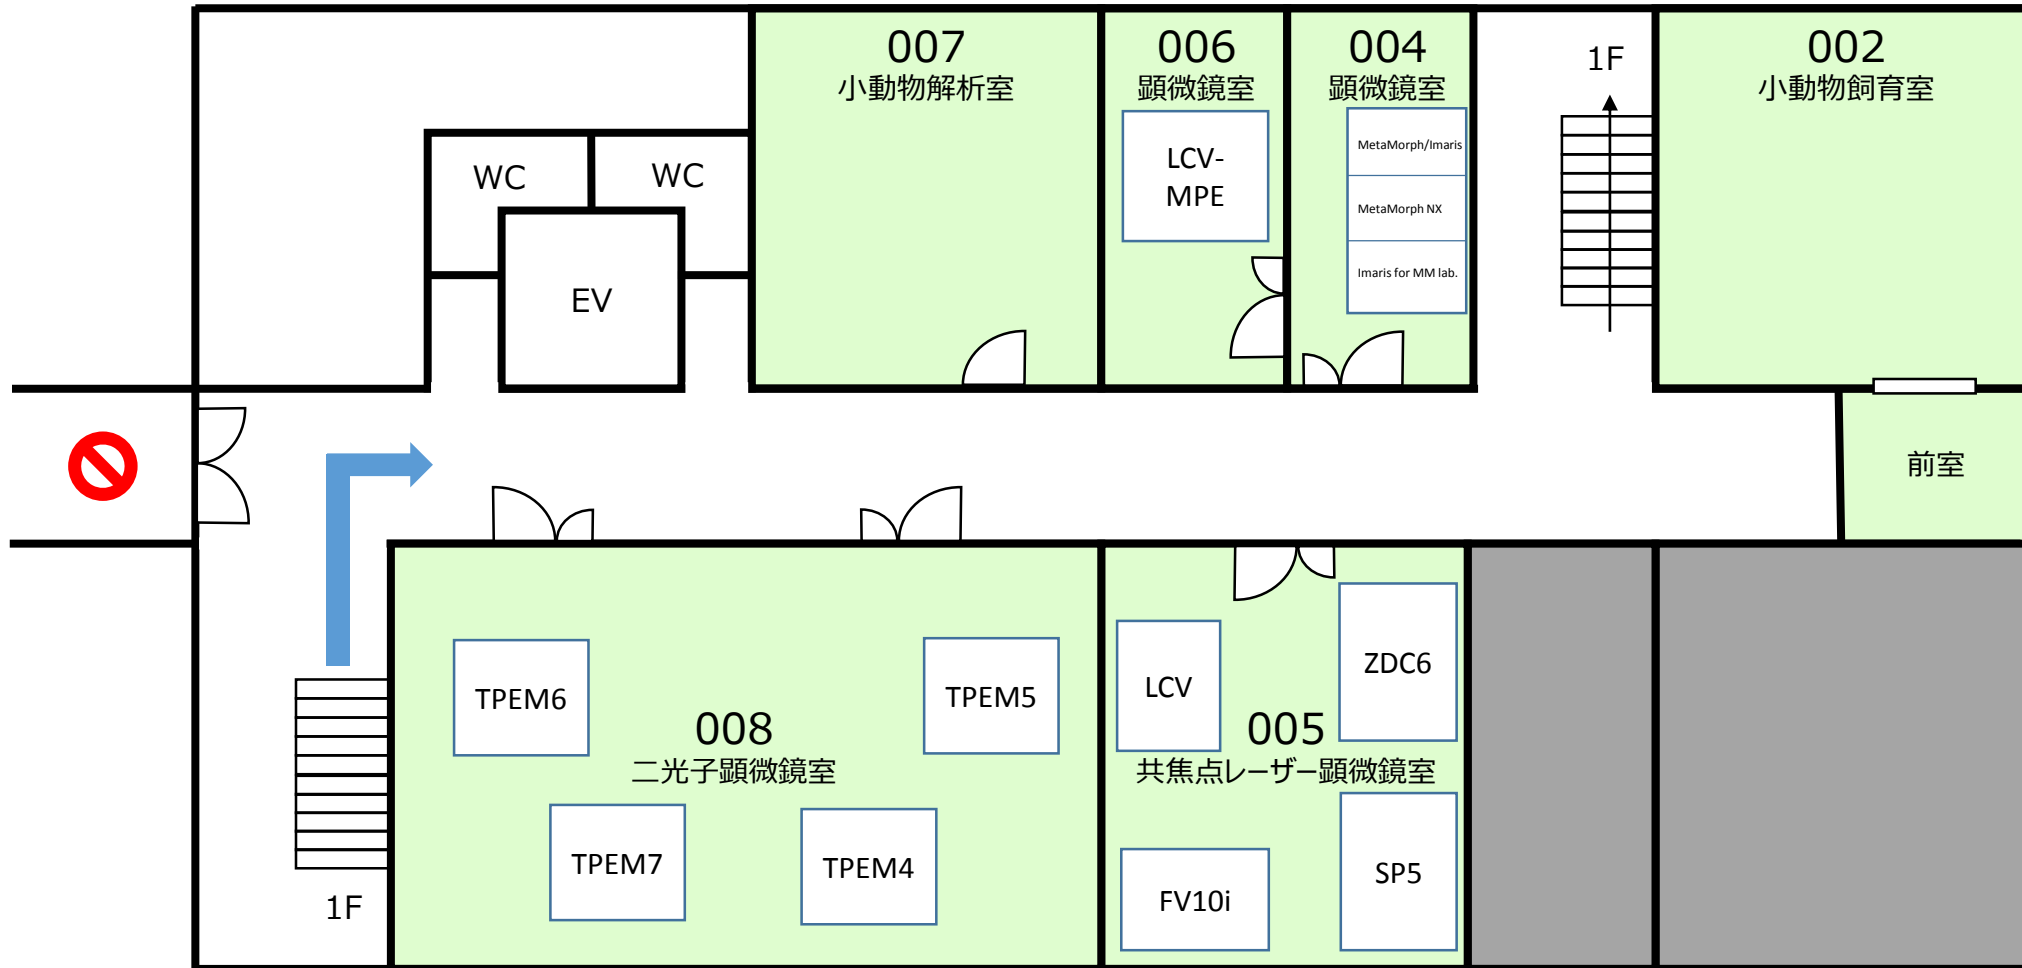 007
小動物解析室
006
顕微鏡室
004
顕微鏡室
1F
002
小動物飼育室
WC
WC
EV
LCV-
MPE
MetaMorph/Imaris
MetaMorph NX
Imaris for MM lab.
前室
TPEM6
TPEM5
008
二光子顕微鏡室
TPEM7
TPEM4
1F
LCV
ZDC6
005
共焦点レーザー顕微鏡室
FV10i
SP5